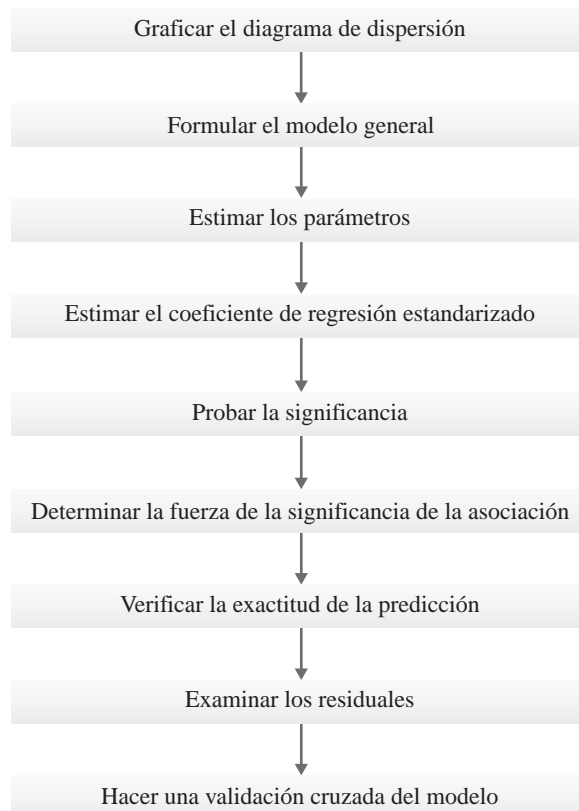 Graficar el diagrama de dispersión
Formular el modelo general
Estimar los parámetros
Estimar el coeficiente de regresión estandarizado
Probar la significancia
Determinar la fuerza de la significancia de la asociación
Verificar la exactitud de la predicción
Examinar los residuales
Hacer una validación cruzada del modelo